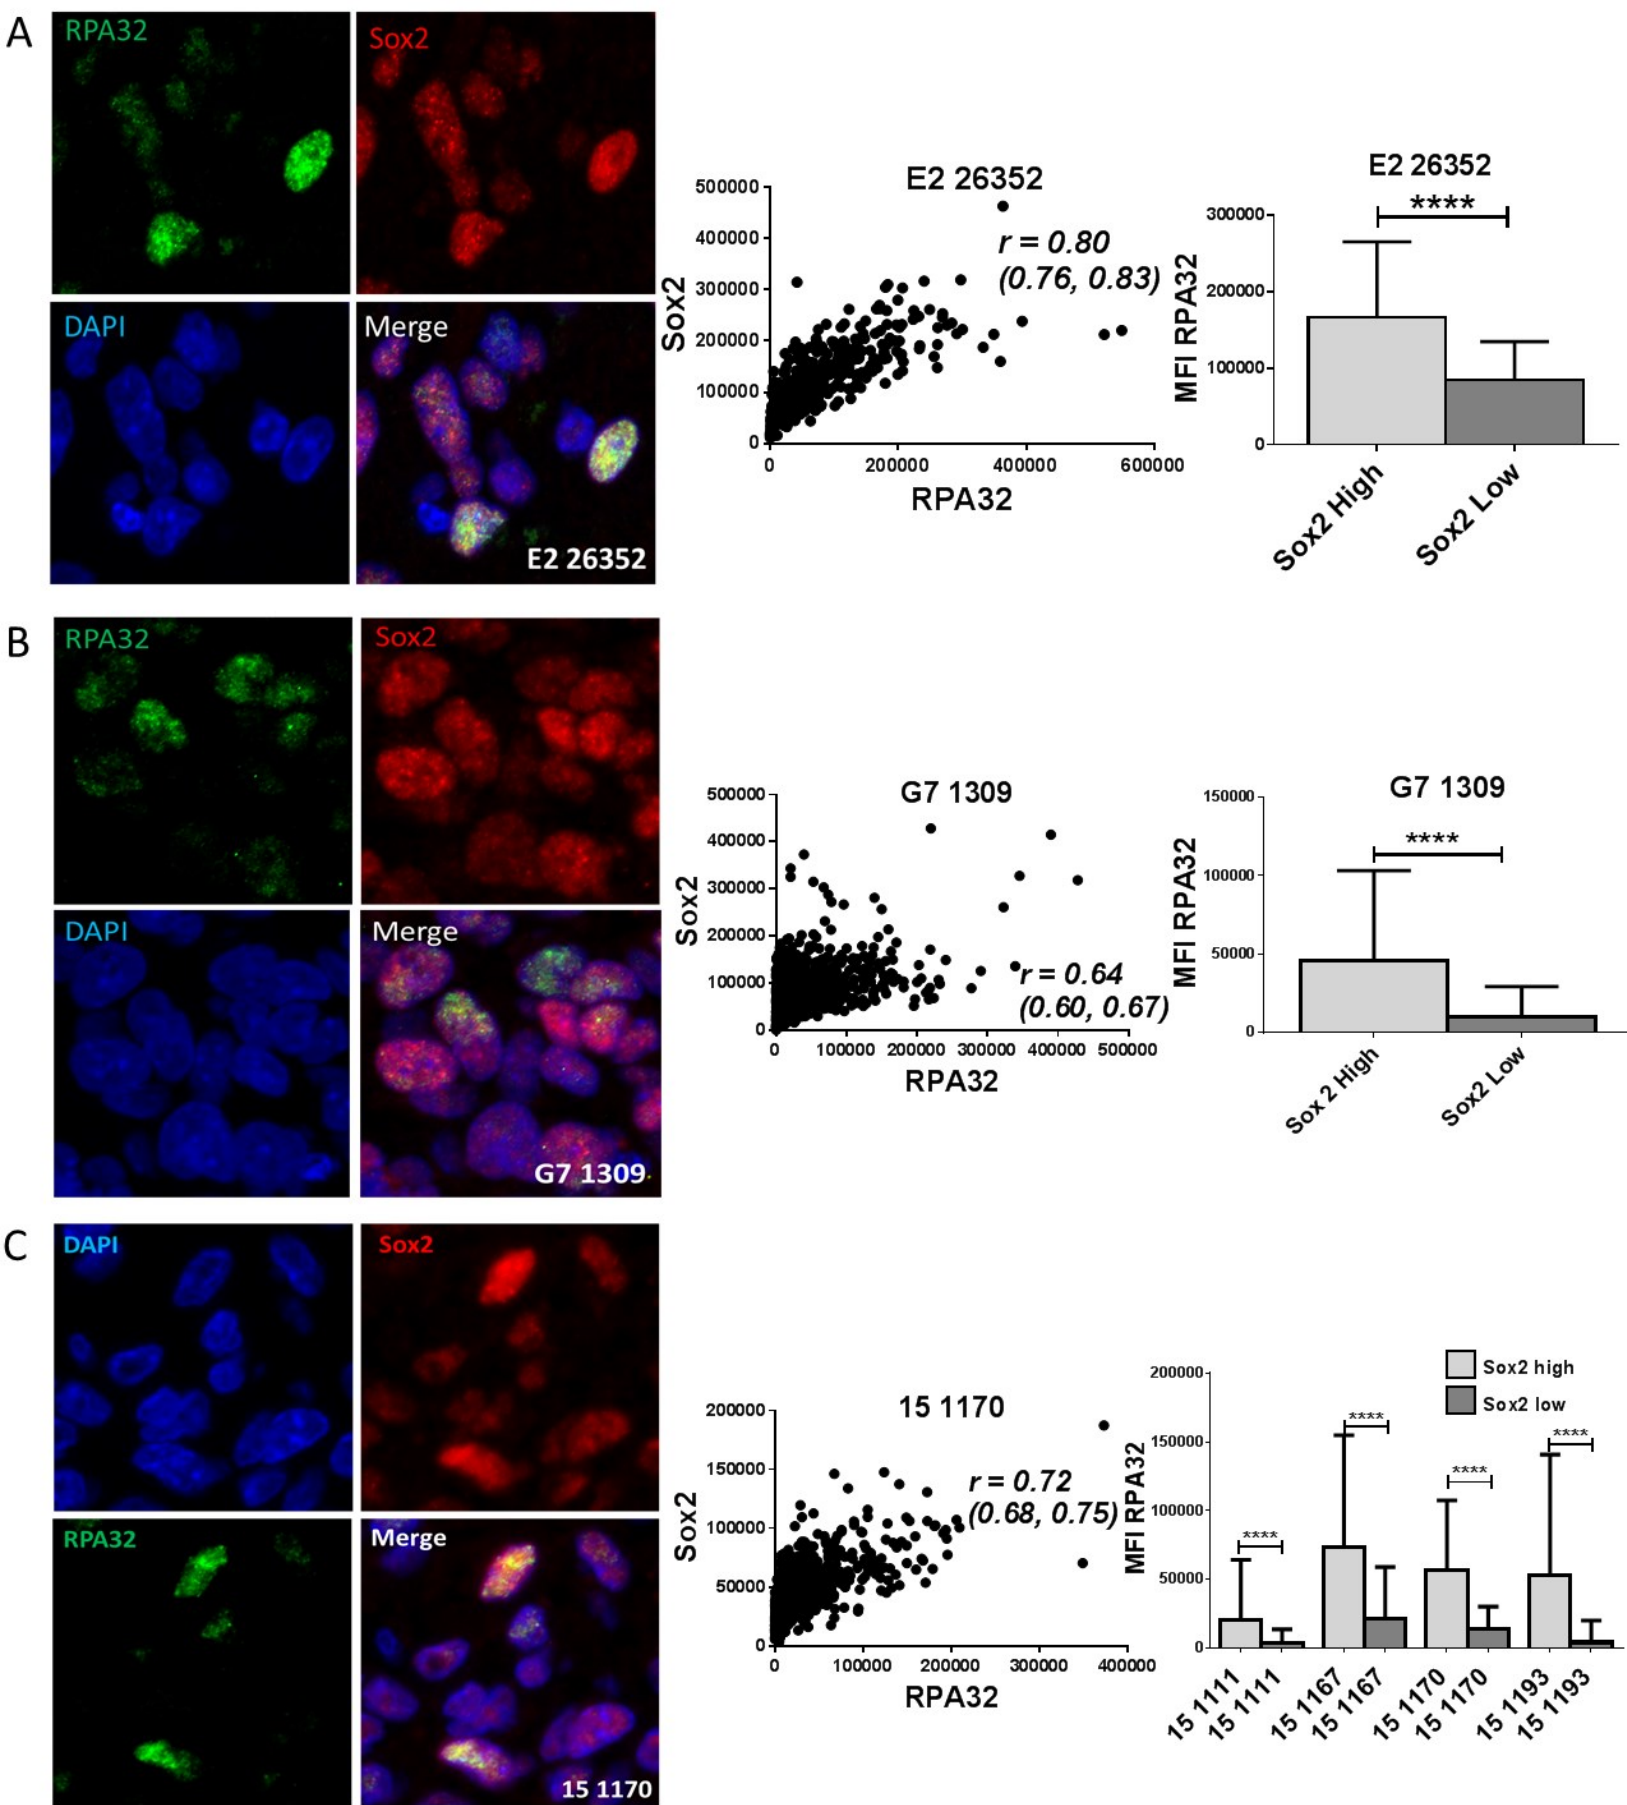 A
RPA32
Sox2
DAPI
Merge
E2 26352
E2 26352
500000
400000
300000
200000
100000
0
Sox2
r = 0.80
(0.76, 0.83)
0 200000 400000 600000
RPA32
E2 26352
****
300000
200000
100000
0
MFI RPA32
Sox2 High
Sox2 Low
B
RPA32
Sox2
DAPI
Merge
G7 1309
G7 1309
500000
400000
300000
200000
100000
0
Sox2
r = 0.64
(0.60, 0.67)
0 100000 200000 300000 400000 500000
RPA32
G7 1309
****
150000
100000
50000
0
MFI RPA32
Sox 2 High
Sox2 Low
C
DAPI
Sox2
RPA32
Merge
15 1170
15 1170
200000
150000
100000
50000
0
Sox2
r = 0.72
(0.68, 0.75)
0 100000 200000 300000 400000
RPA32
Sox2 high
Sox2 low
200000
150000
100000
50000
0
MFI RPA32
****
****
****
****
15 1111
15 1111
15 1167
15 1167
15 1170
15 1170
15 1193
15 1193